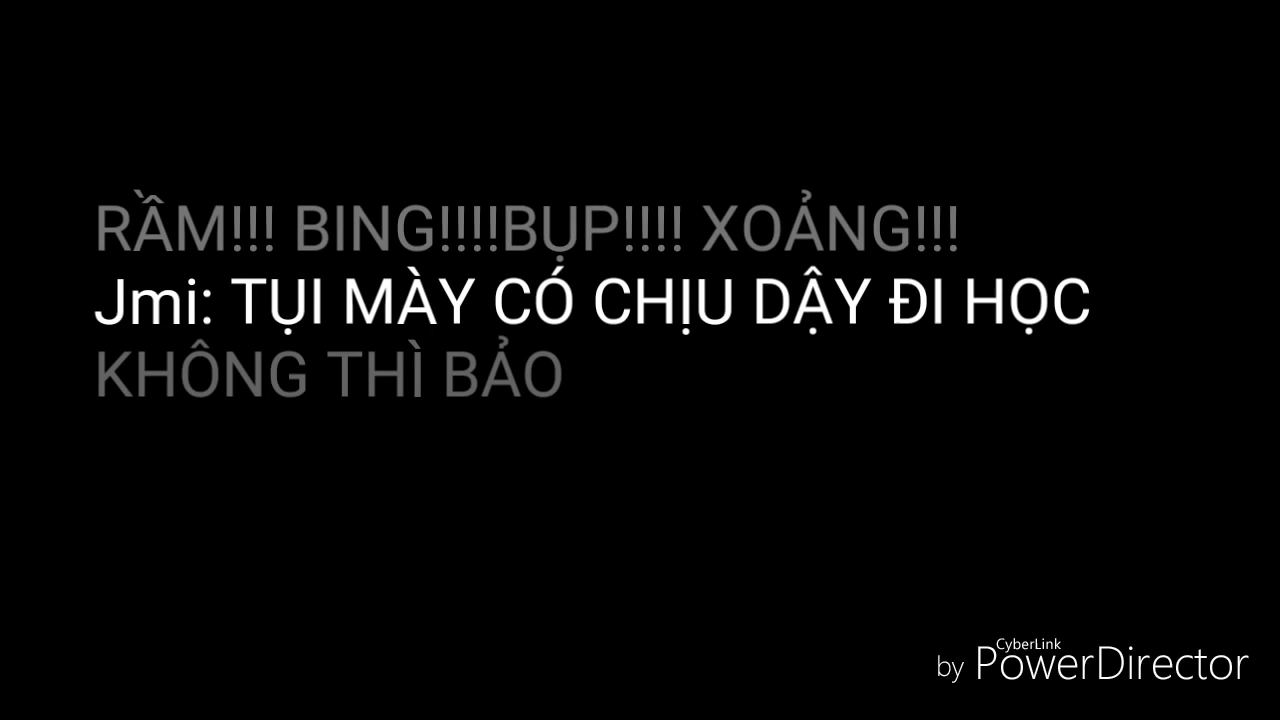 RẦM!!! BING!!!!BỤP!!!! XOẢNG!!!
Jmi: TỤI MÀY CÓ CHỊU DẬY ĐI HỌC
KHÔNG THÌ BẢO
CyberLink
by PowerDirector